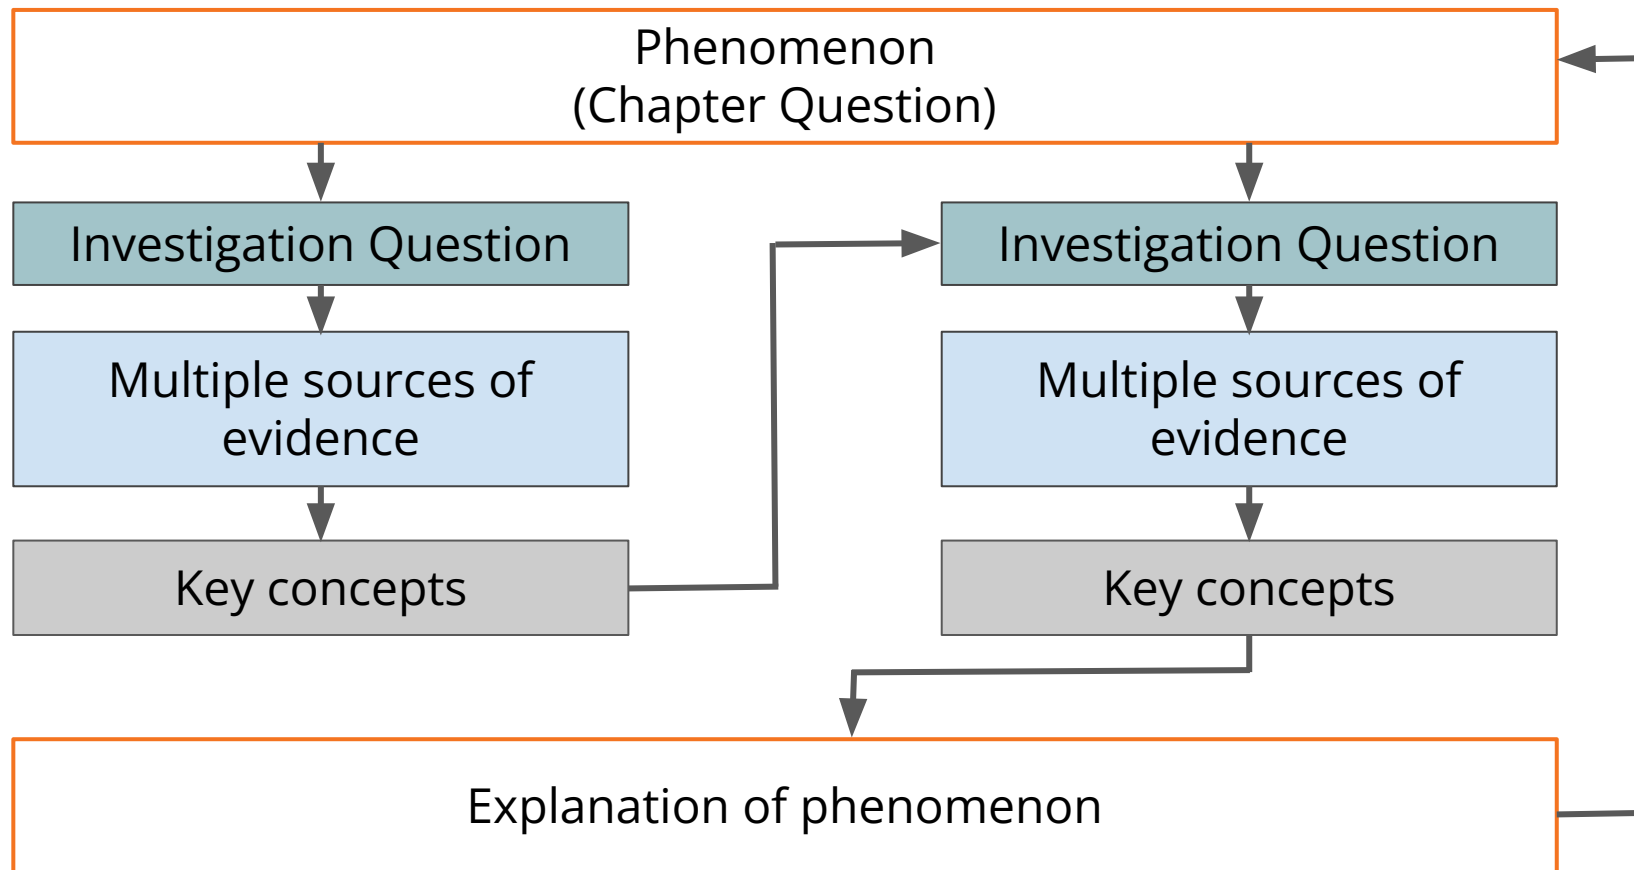 Phenomenon
(Chapter Question)
Investigation Question
Investigation Question
Multiple sources of
evidence
Multiple sources of
evidence
Key concepts
Key concepts
Explanation of phenomenon